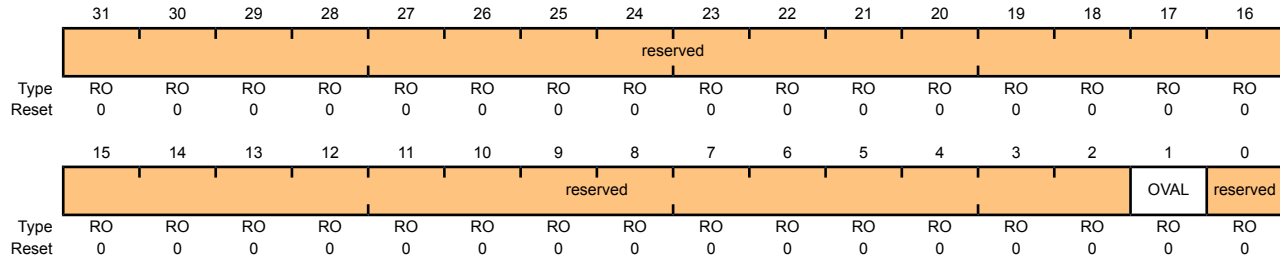 31 30 29 28 27 26 25 24 23 22 21 20 19 18 17 16
reserved
Type RO RO RO RO RO RO RO RO RO RO RO RO RO RO RO RO
Reset 0 0 0 0 0 0 0 0 0 0 0 0 0 0 0 0
15 14 13 12 11 10 9 8 7 6 5 4 3 2 1 0
reserved OVAL reserved
Type RO RO RO RO RO RO RO RO RO RO RO RO RO RO RO RO
Reset 0 0 0 0 0 0 0 0 0 0 0 0 0 0 0 0